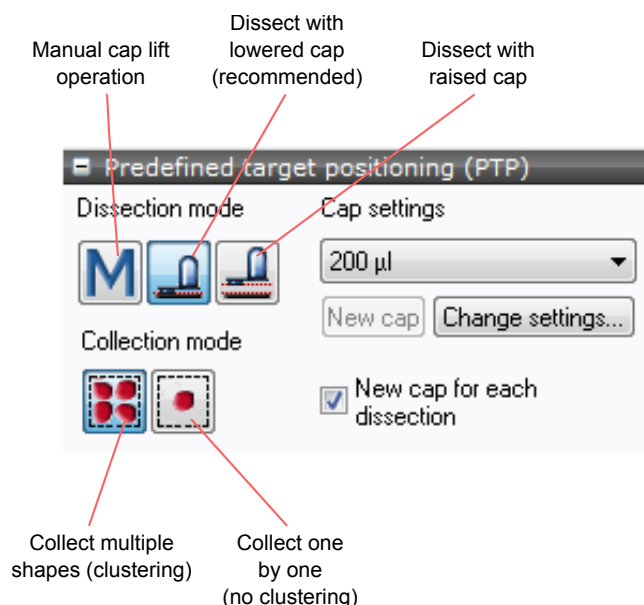 Dissect with
lowered cap
(recommended)
Manual cap lift
operation
Dissect with
raised cap
Predefined target positioning (PTP)
Dissection mode
Cap settings
M
200 µl
New cap
Change settings...
Collection mode
New cap for each
dissection
Collect multiple
shapes (clustering)
Collect one
by one
(no clustering)